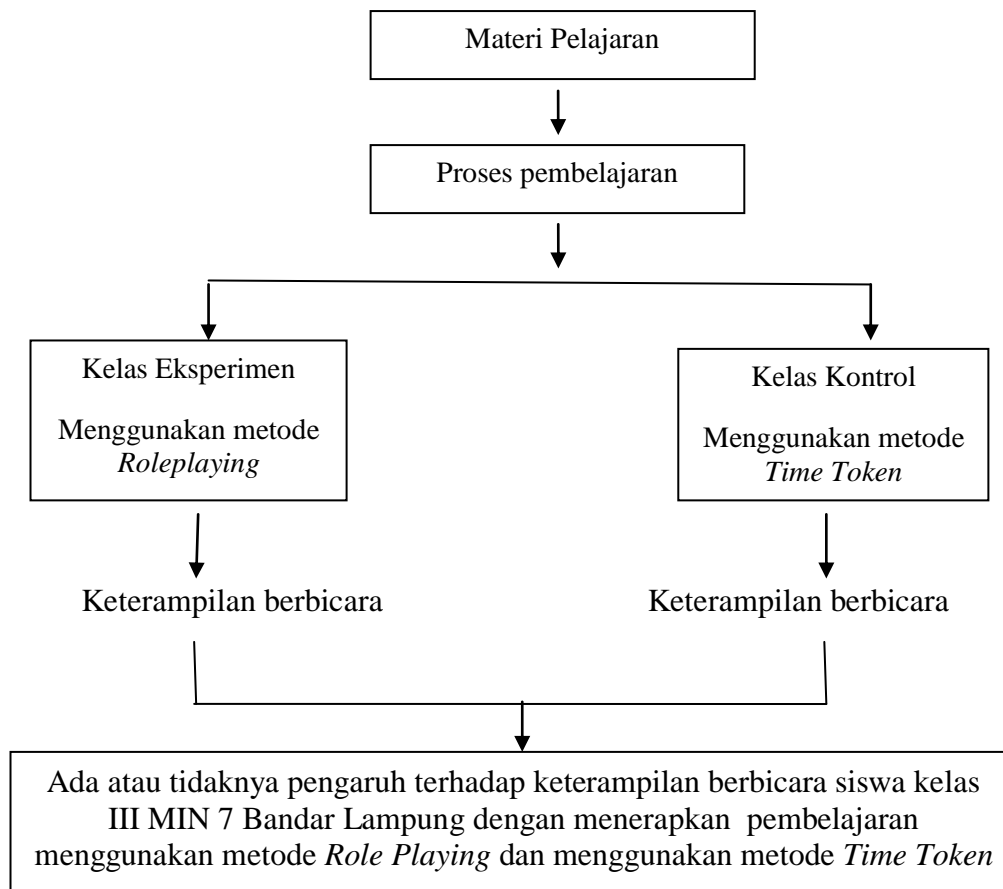 Materi Pelajaran
Proses pembelajaran
Kelas Eksperimen
Menggunakan metode
Roleplaying
Kelas Kontrol
Menggunakan metode
Time Token
Keterampilan berbicara
Keterampilan berbicara
Ada atau tidaknya pengaruh terhadap keterampilan berbicara siswa kelas
III MIN 7 Bandar Lampung dengan menerapkan pembelajaran
menggunakan metode Role Playing dan menggunakan metode Time Token